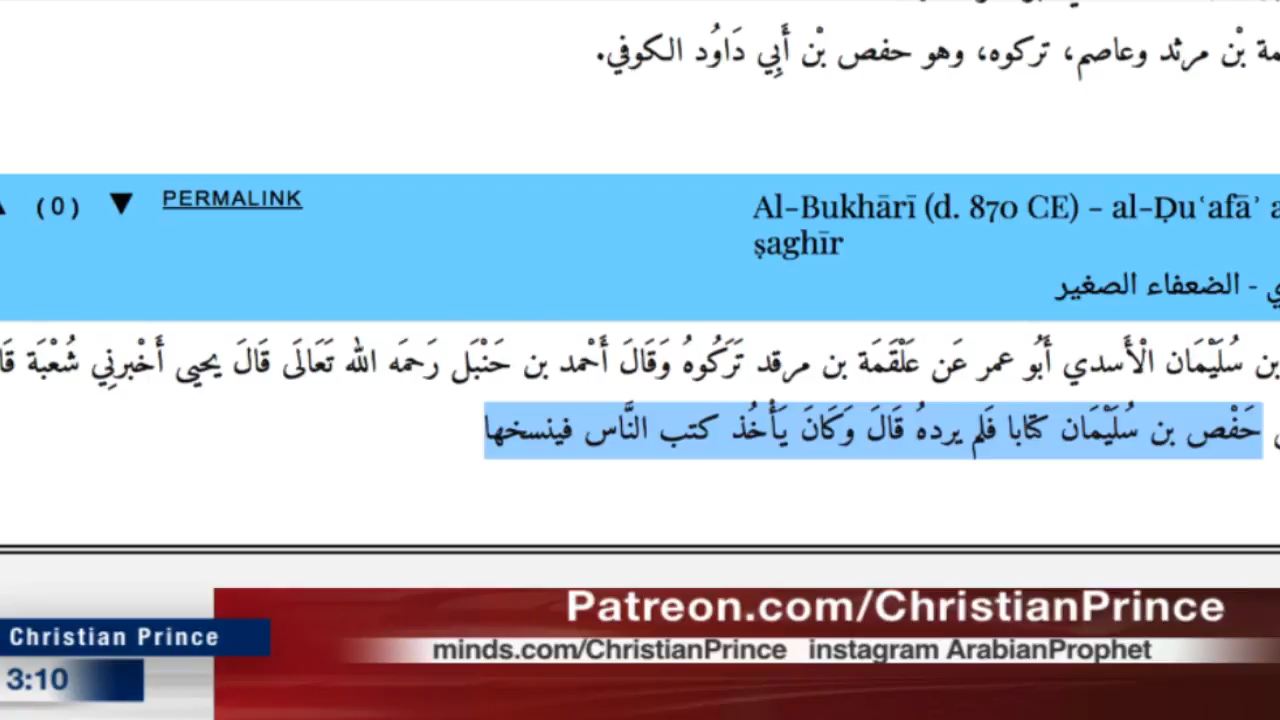 مة بْن مرثد وعاصم، تركوه، وهو حفص بْن أَبِي دَاوُد الكوفي.
(0) ▼ PERMALINK
Al-Bukhārī (d. 870 CE) - al-Ḍuʿafāʾ a
ṣaghīr
ي - الضعفاء الصغير
بن سُلَيْمَان الْأَسدي أَبُو عمر عَن عَلْقَمَة بن مرقد تَرَكُوهُ وَقَالَ أَحْمد بن حَنْبَل رَحمَه الله تَعَالَى قَالَ يحيى أَخْبرنِي شُعْبَة قَا
حَفْص بن سُلَيْمَان كتابا فَلم يردهُ قَالَ وَكَانَ يَأْخُذ كتب النَّاس فينسخها
Patreon.com/ChristianPrince
Christian Prince
minds.com/ChristianPrince instagram ArabianProphet
3:10